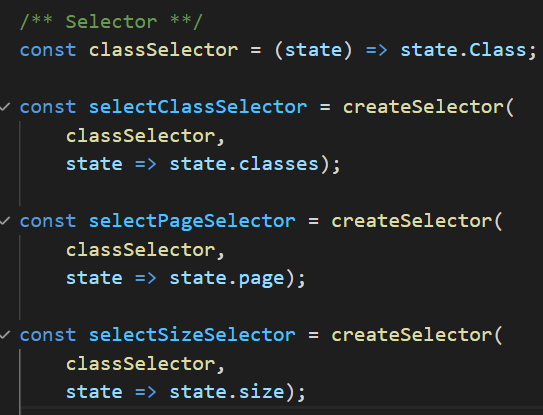 /** Selector **/
const classSelector = (state) => state.Class;
const selectClassSelector = createSelector(
classSelector,
state => state.classes);
const selectPageSelector = createSelector(
classSelector,
state => state.page);
const selectSizeSelector = createSelector(
classSelector,
state => state.size);